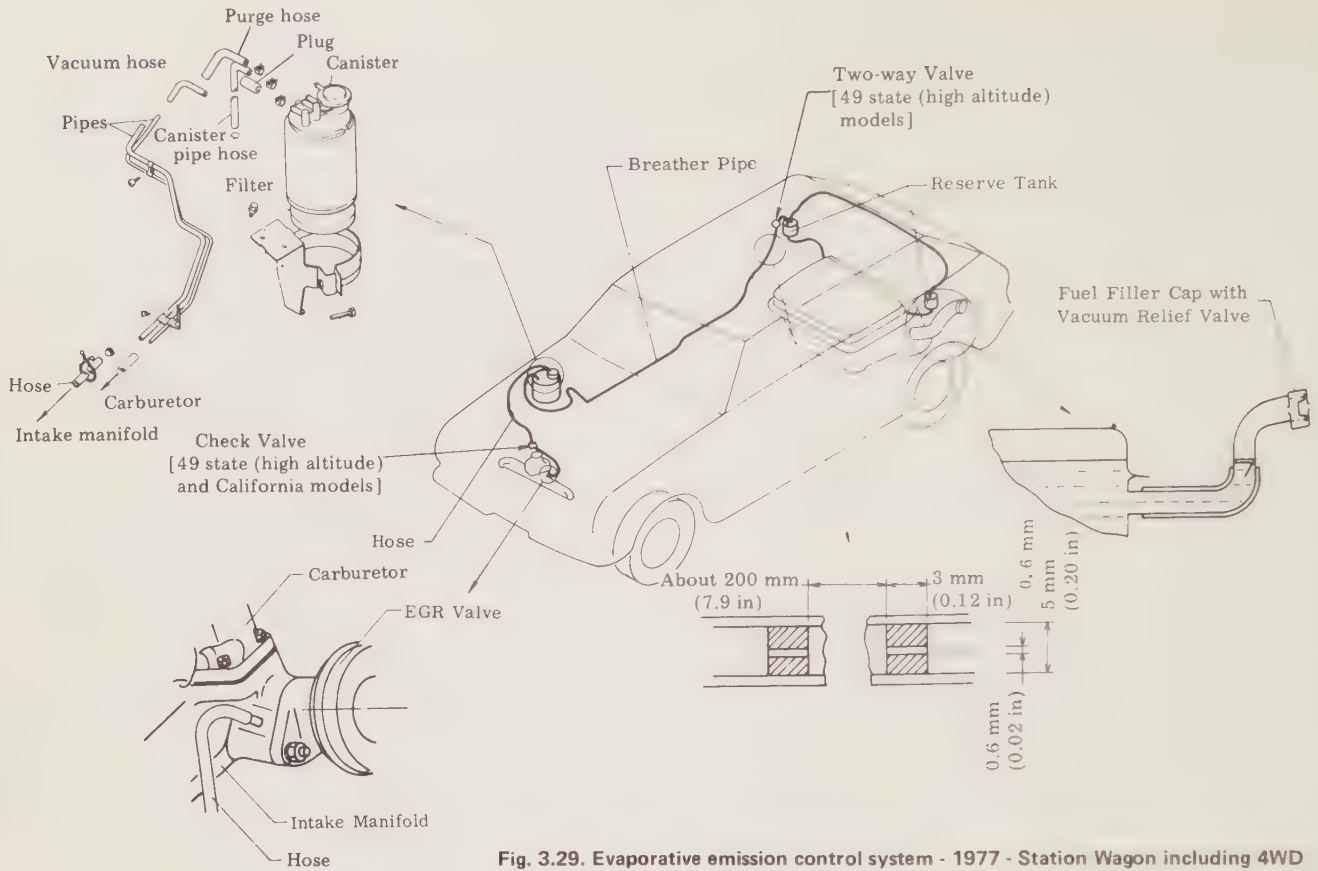 Purge hose
Plug
Vacuum hose
Canister
Pipes
Canister
pipe hose
Filter
Hose
Carburetor
Intake manifold
Two-way Valve
[49 state (high altitude)
models]
Breather Pipe
Reserve Tank
Fuel Filler Cap with
Vacuum Relief Valve
Check Valve
[49 state (high altitude)
and California models]
Hose
Carburetor
EGR Valve
Intake Manifold
Hose
About 200 mm
(7.9 in)
3 mm
(0.12 in)
0.6 mm
5 mm
(0.20 in)
0.6 mm
(0.02 in)
Fig. 3.29. Evaporative emission control system - 1977 - Station Wagon including 4WD